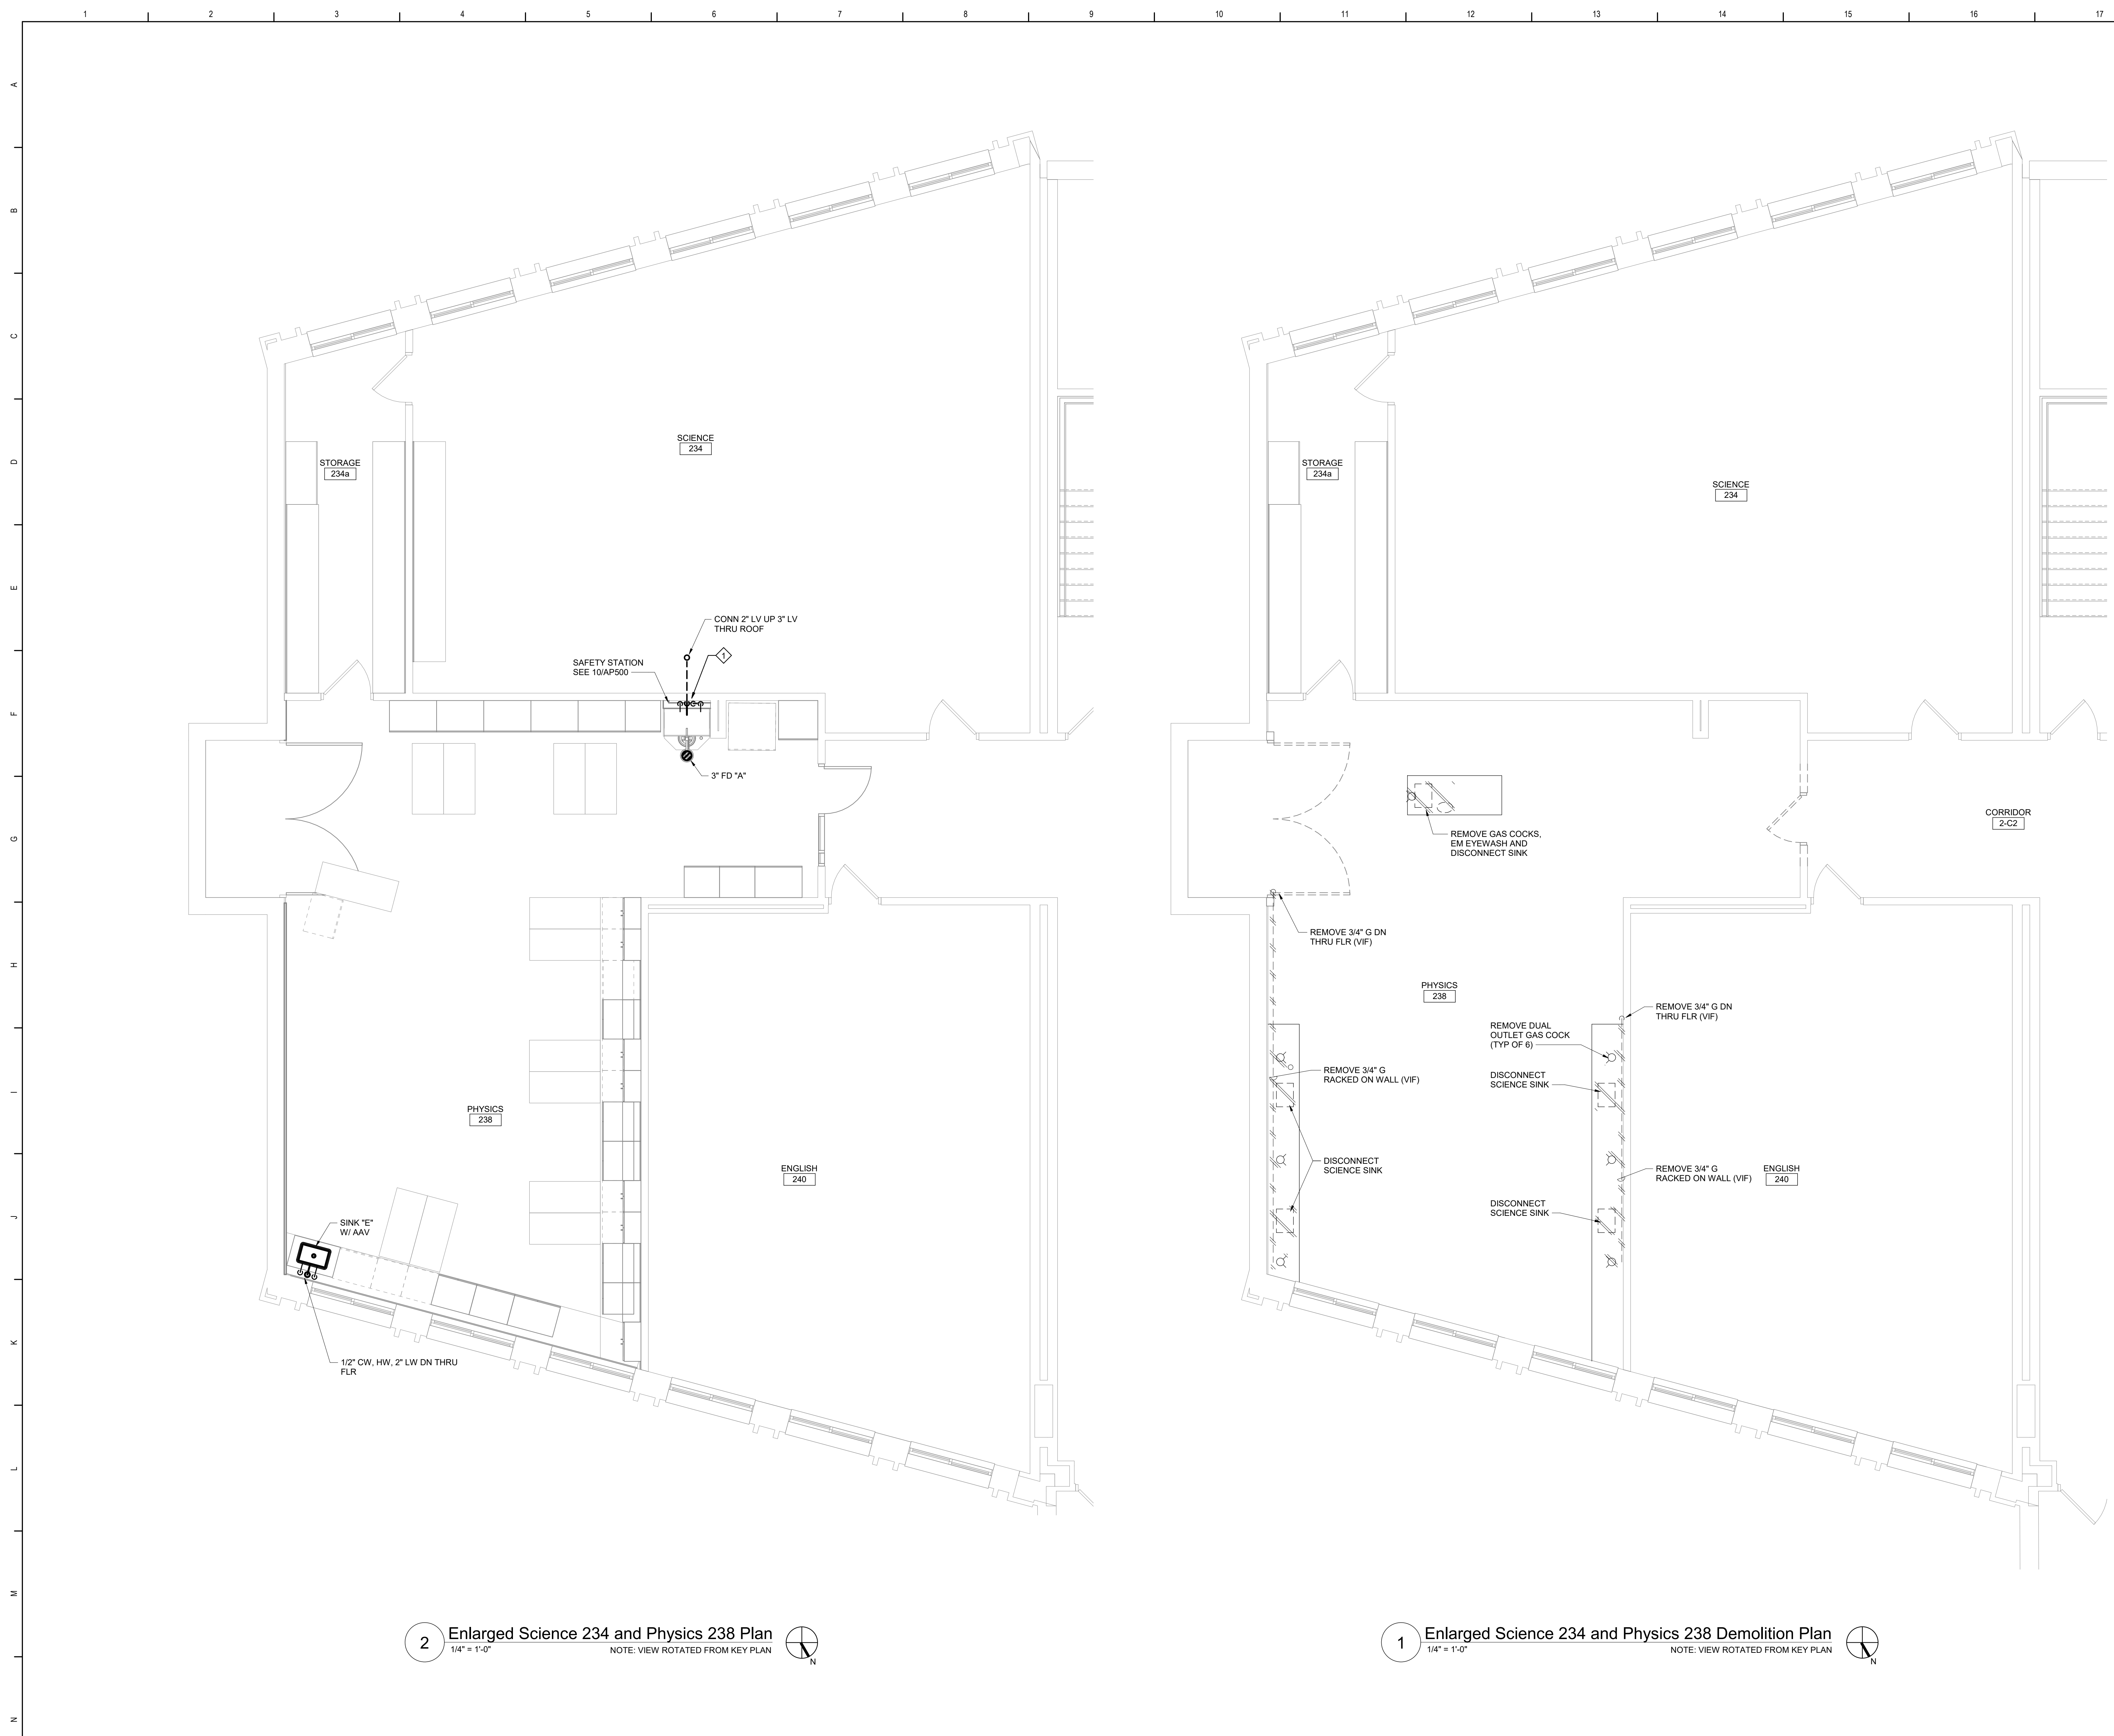 1 2 3 4 5 6 7 8 9 10 11 12 13 14 15 16 17
A
B
C
D
E
F
G
H
I
J
K
L
M
N
SCIENCE
234
STORAGE
234a
CONN 2" LV UP 3" LV
THRU ROOF
1
SAFETY STATION
SEE 10/AP500
3" FD "A"
PHYSICS
238
ENGLISH
240
SINK "E"
W/ AAV
1/2" CW, HW, 2" LW DN THRU
FLR
2
Enlarged Science 234 and Physics 238 Plan
1/4" = 1'-0"
NOTE: VIEW ROTATED FROM KEY PLAN
N
STORAGE
234a
SCIENCE
234
CORRIDOR
2-C2
REMOVE GAS COCKS,
EM EYEWASH AND
DISCONNECT SINK
REMOVE 3/4" G DN
THRU FLR (VIF)
PHYSICS
238
REMOVE 3/4" G DN
THRU FLR (VIF)
REMOVE DUAL
OUTLET GAS COCK
(TYP OF 6)
REMOVE 3/4" G
RACKED ON WALL (VIF)
DISCONNECT
SCIENCE SINK
DISCONNECT
SCIENCE SINK
REMOVE 3/4" G
RACKED ON WALL (VIF)
ENGLISH
240
DISCONNECT
SCIENCE SINK
1
Enlarged Science 234 and Physics 238 Demolition Plan
1/4" = 1'-0"
NOTE: VIEW ROTATED FROM KEY PLAN
N